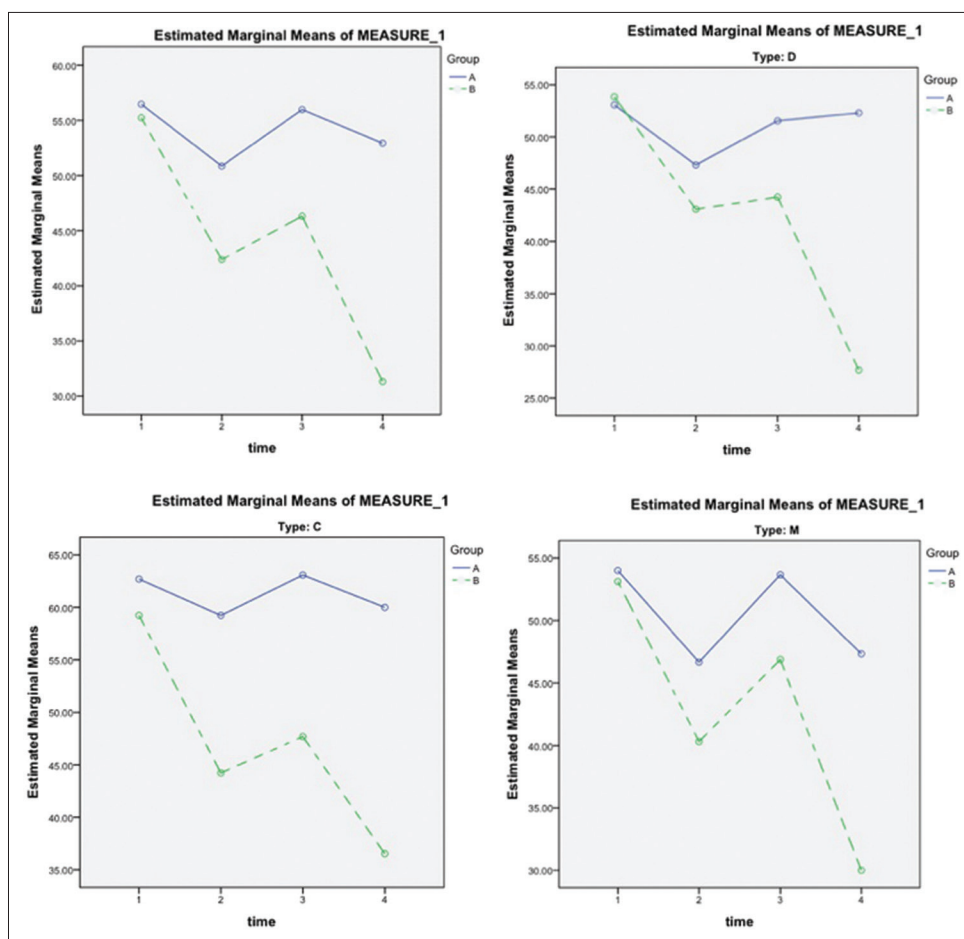 Estimated Marginal Means of MEASURE_1
Group
A
B
60.00
55.00
50.00
45.00
40.00
35.00
30.00
Estimated Marginal Means
1 2 3 4
time
Estimated Marginal Means of MEASURE_1
Type: D
Group
A
B
55.00
50.00
45.00
40.00
35.00
30.00
25.00
Estimated Marginal Means
1 2 3 4
time
Estimated Marginal Means of MEASURE_1
Type: C
Group
A
B
65.00
60.00
55.00
50.00
45.00
40.00
35.00
Estimated Marginal Means
1 2 3 4
time
Estimated Marginal Means of MEASURE_1
Type: M
Group
A
B
55.00
50.00
45.00
40.00
35.00
30.00
Estimated Marginal Means
1 2 3 4
time